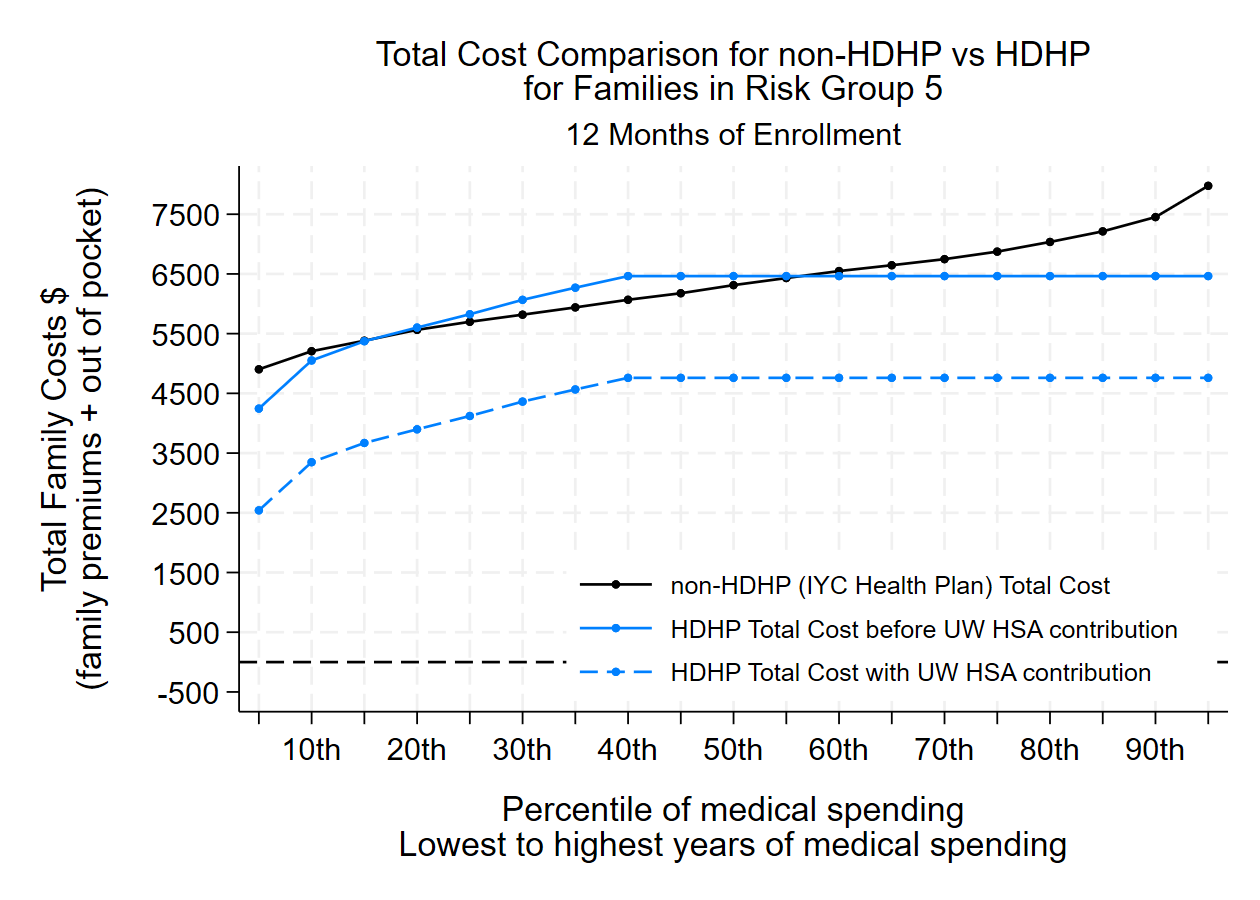 Total Cost Comparison for non-HDHP vs HDHP
for Families in Risk Group 5
12 Months of Enrollment
Total Family Costs $
(family premiums + out of pocket)
7500
6500
5500
4500
3500
2500
1500
500
-500
non-HDHP (IYC Health Plan) Total Cost
HDHP Total Cost before UW HSA contribution
HDHP Total Cost with UW HSA contribution
10th 20th 30th 40th 50th 60th 70th 80th 90th
Percentile of medical spending
Lowest to highest years of medical spending